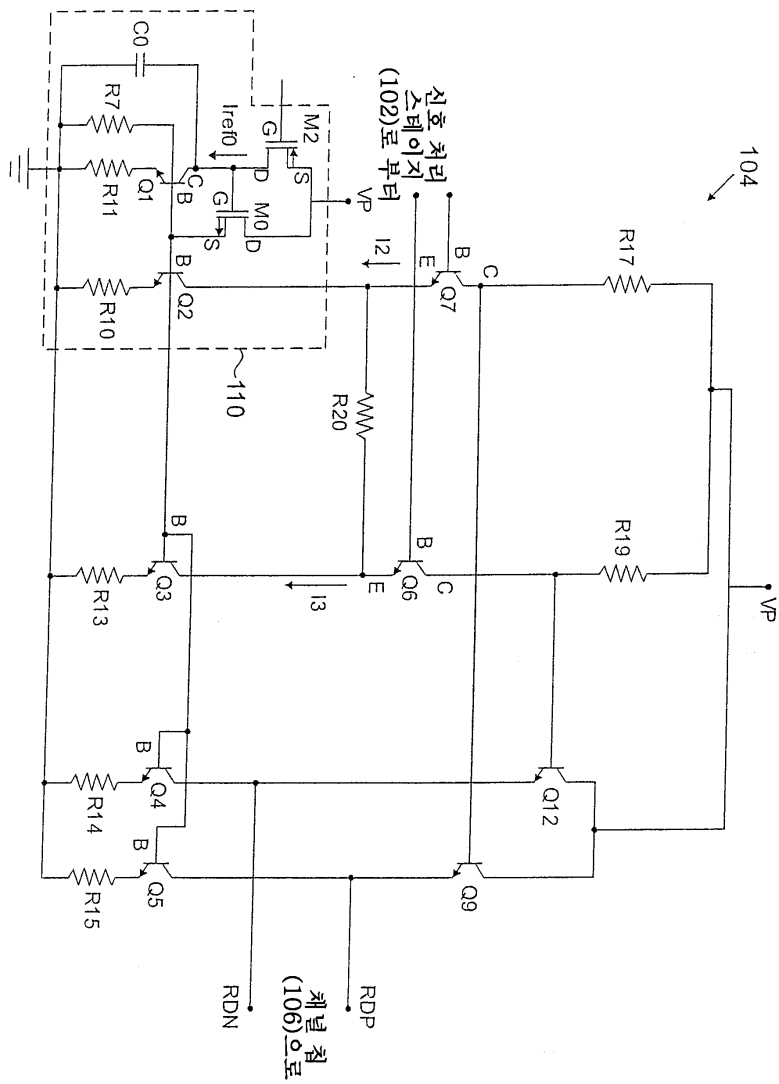 104
VP
R17
R19
신호 처리
스테이지
(102)로 부터
B
C
E
Q7
I2
R20
B
C
E
Q6
I3
Q12
Q9
VP
M2
G
S
D
Iref0
M0
G
D
S
C0
R7
R11
Q1
C
B
B
Q2
R10
110
B
Q3
R13
B
Q4
R14
B
Q5
R15
RDP
RDN
채널 칩
(106)으로